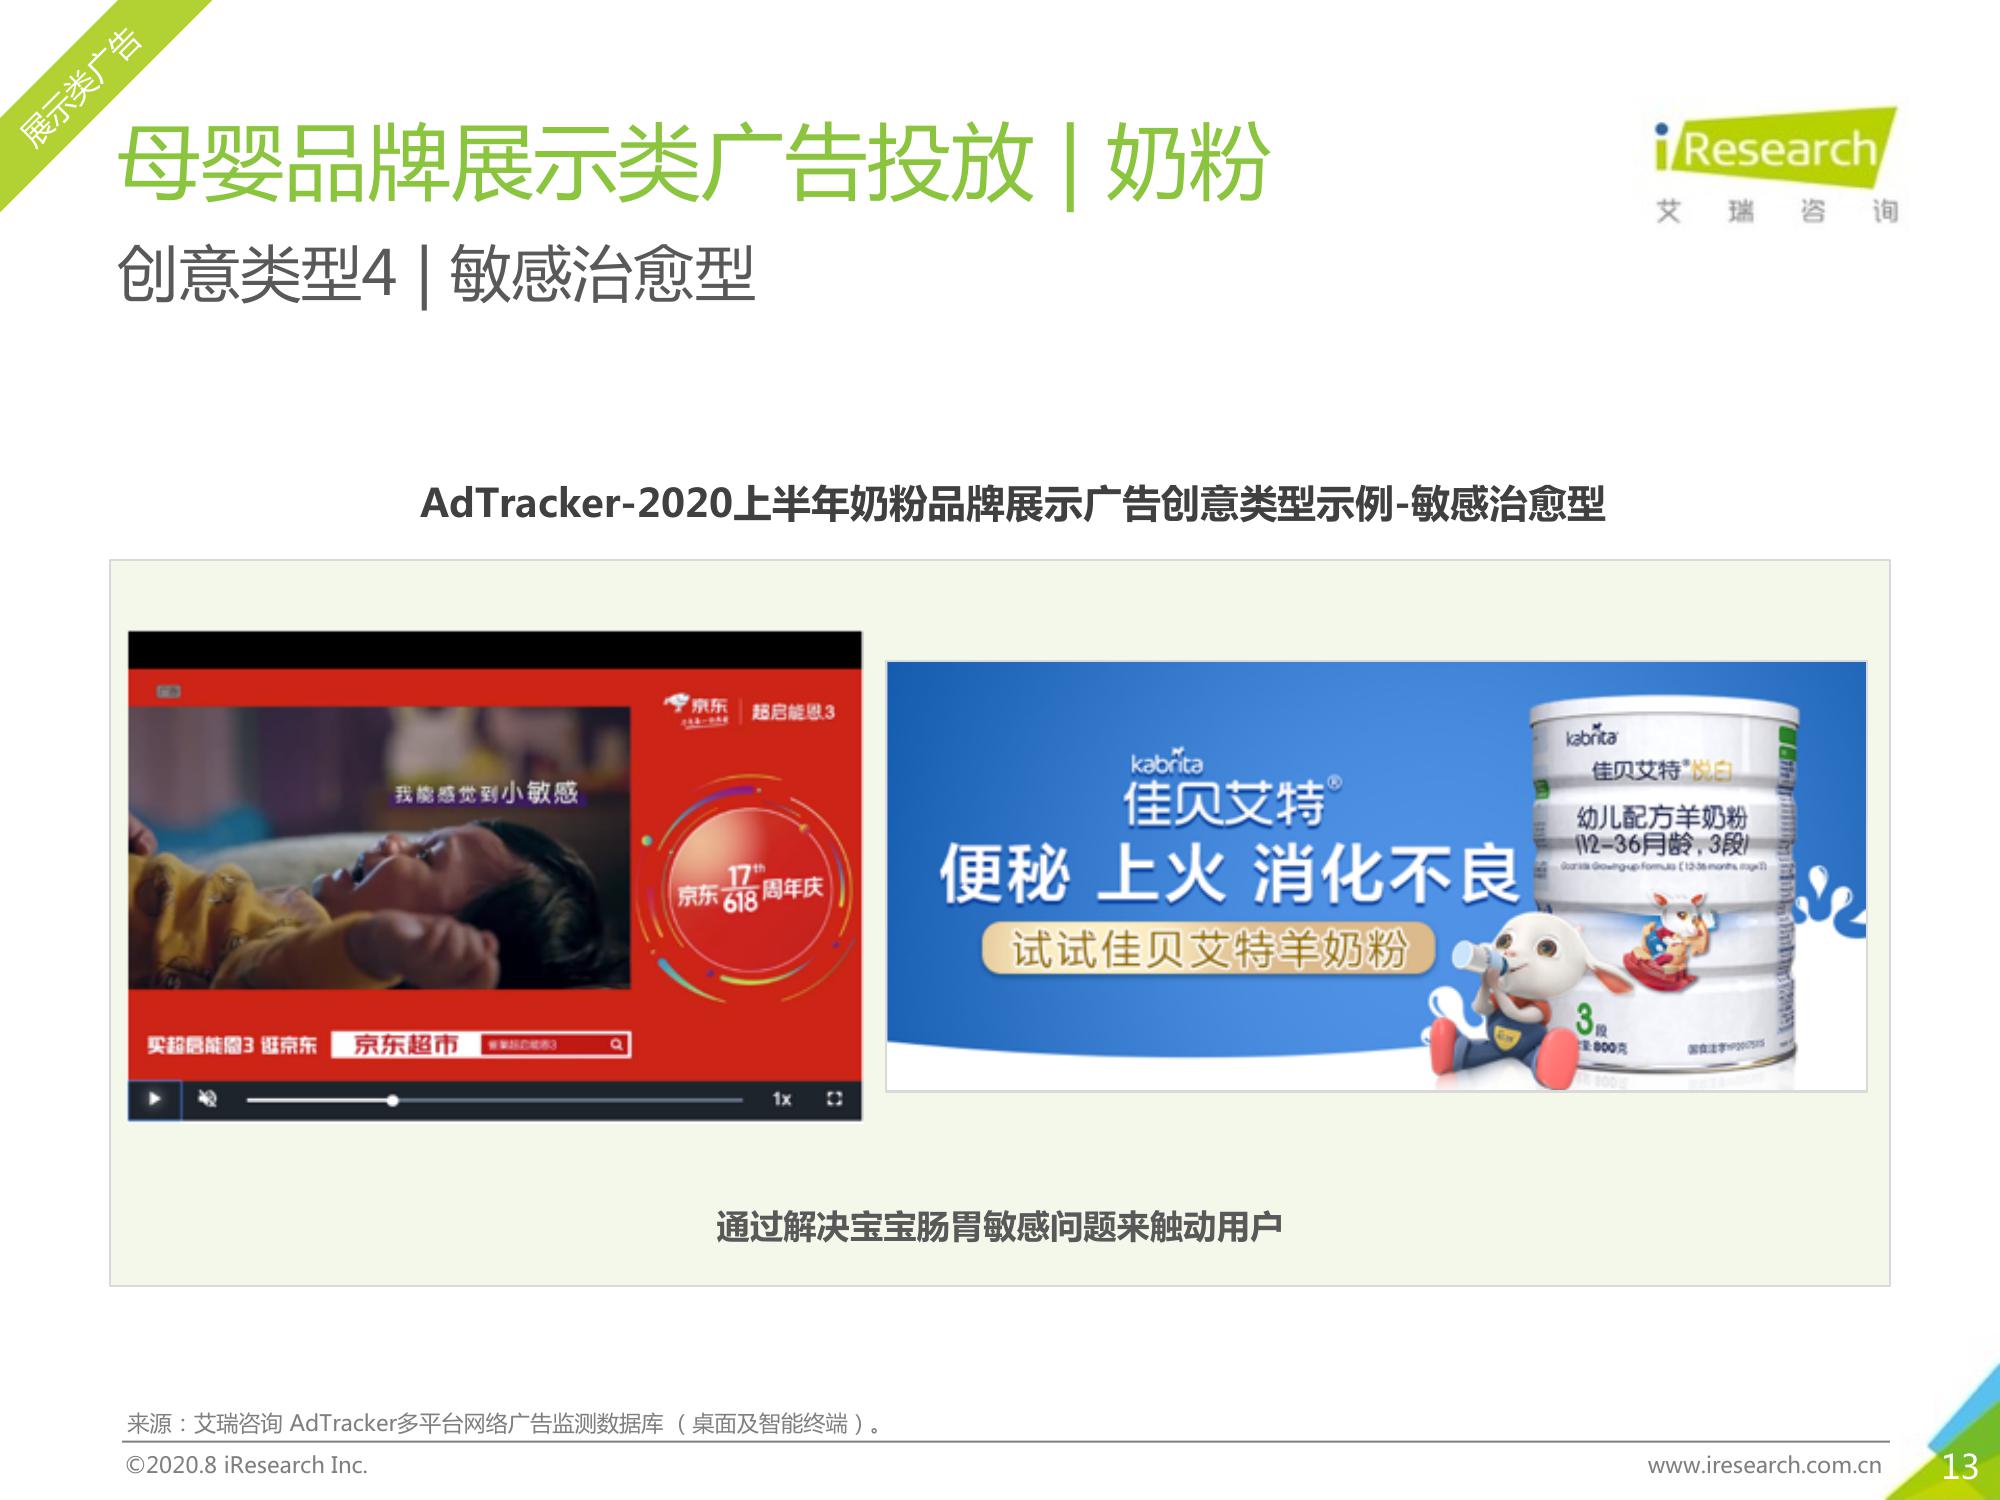 展示类广告
母婴品牌展示类广告投放 | 奶粉
iResearch
艾瑞咨询
创意类型4 | 敏感治愈型
AdTracker-2020上半年奶粉品牌展示广告创意类型示例-敏感治愈型
京东
超启能恩3
我能感觉到小敏感
17th
京东618周年庆
买超启能恩3 逛京东
京东超市
1x
kabrita
佳贝艾特®
便秘 上火 消化不良
试试佳贝艾特羊奶粉
kabrita
佳贝艾特®悦白
幼儿配方羊奶粉
(12-36月龄,3段)
3段
800克
通过解决宝宝肠胃敏感问题来触动用户
来源：艾瑞咨询 AdTracker多平台网络广告监测数据库（桌面及智能终端）。
©2020.8 iResearch Inc.
www.iresearch.com.cn
13